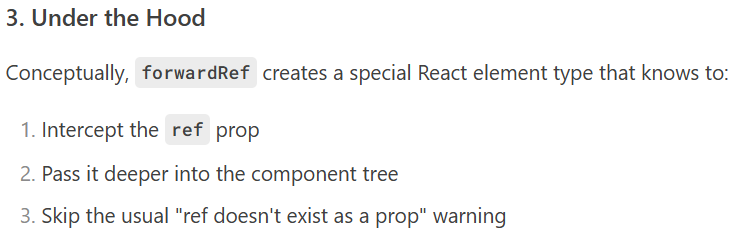 3. Under the Hood
Conceptually, forwardRef creates a special React element type that knows to:
1. Intercept the ref prop
2. Pass it deeper into the component tree
3. Skip the usual "ref doesn't exist as a prop" warning